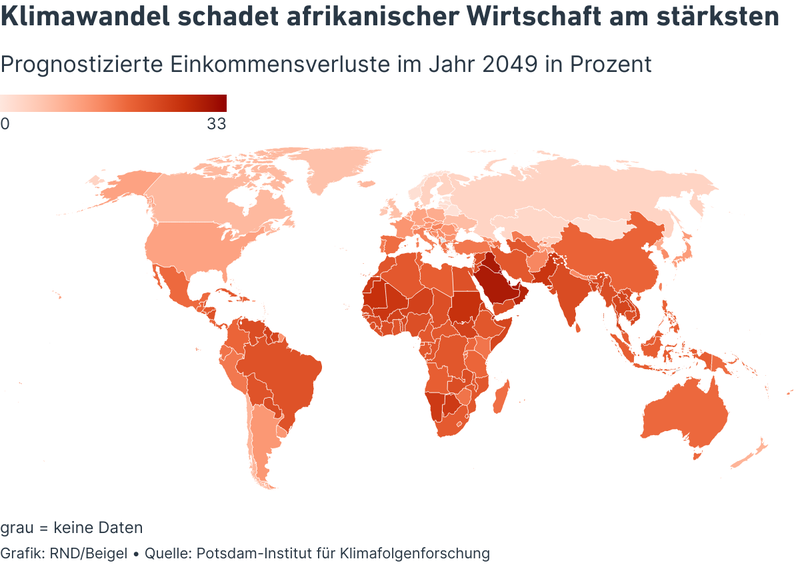 Klimawandel schadet afrikanischer Wirtschaft am stärksten
Prognostizierte Einkommensverluste im Jahr 2049 in Prozent
0 33
grau = keine Daten
Grafik: RND/Beigel • Quelle: Potsdam-Institut für Klimafolgenforschung